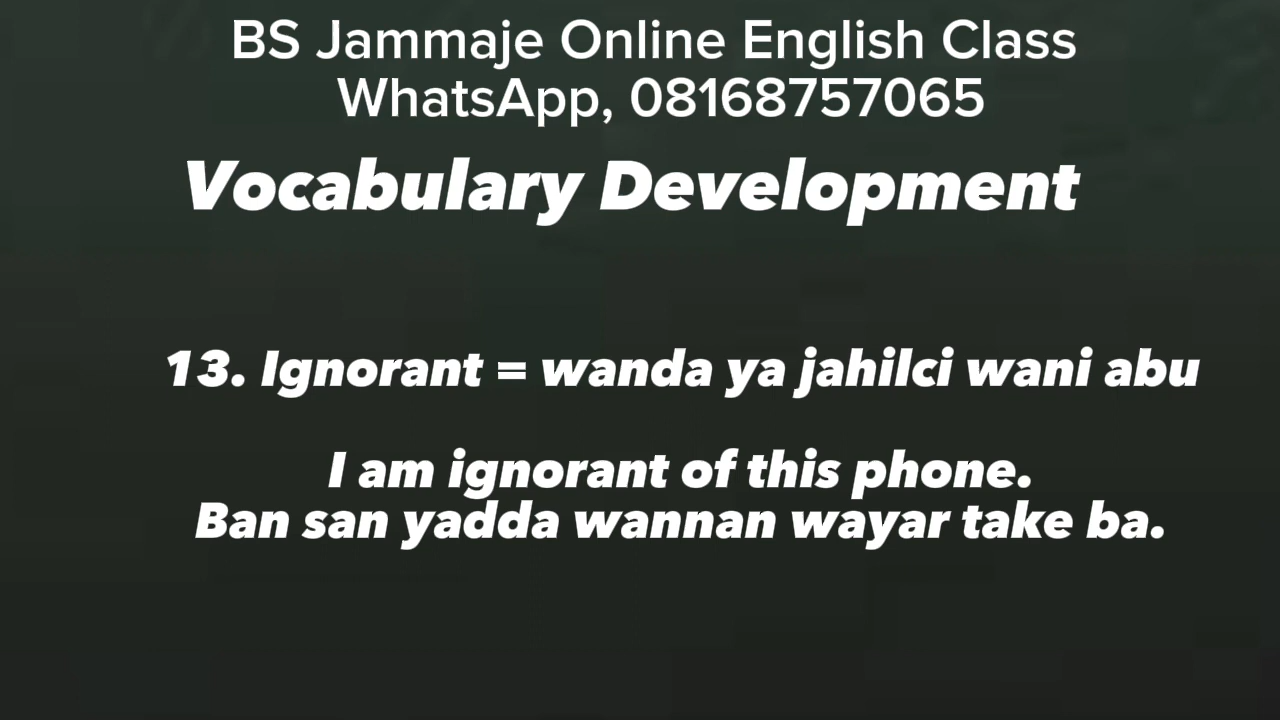 BS Jammaje Online English Class
WhatsApp, 08168757065
Vocabulary Development
13. Ignorant = wanda ya jahilci wani abu
I am ignorant of this phone.
Ban san yadda wannan wayar take ba.